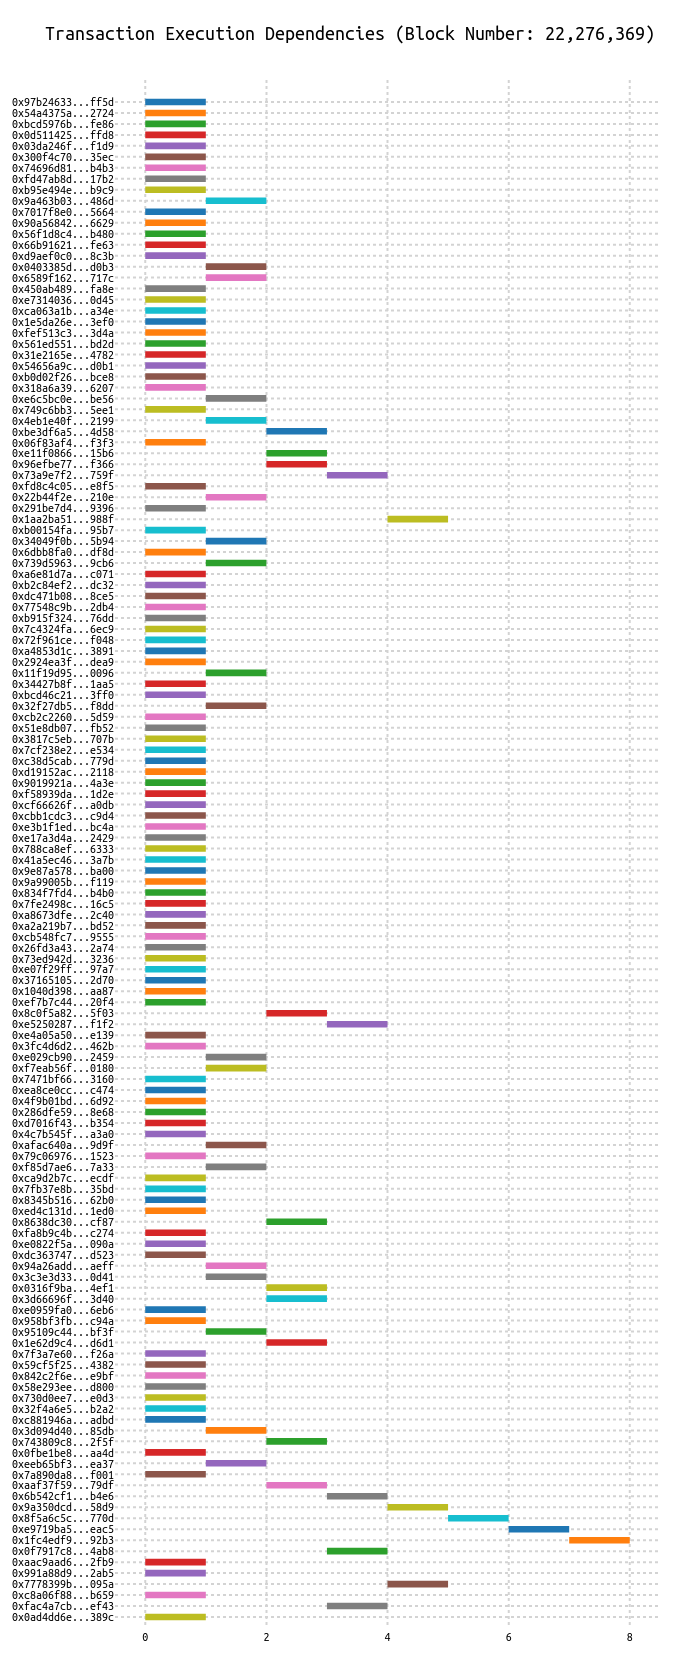 Transaction Execution Dependencies (Block Number: 22,276,369)
0x97b24633...ff5d
0x54a4375a...2724
0xbcd5976b...fe86
0x0d511425...ffd8
0x03da246f...f1d9
0x300f4c70...35ec
0x74696d81...b4b3
0xfd47ab8d...17b2
0xb95e494e...b9c9
0x9a463b03...486d
0x7017f8e0...5664
0x90a56842...6629
0x56f1d8c4...b480
0x66b91621...fe63
0xd9aef0c0...8c3b
0x0403385d...d0b3
0x6589f162...717c
0x450ab489...fa8e
0xe7314036...0d45
0xca063a1b...a34e
0x1e5da26e...3ef0
0xfef513c3...3d4a
0x561ed551...bd2d
0x31e2165e...4782
0x54656a9c...d0b1
0xb0d02f26...bce8
0x318a6a39...6207
0xe6c5bc0e...be56
0x749c6bb3...5ee1
0x4eb1e40f...2199
0xbe3df6a5...4d58
0x06f83af4...f3f3
0xe11f0866...15b6
0x96efbe77...f366
0x73a9e7f2...759f
0xfd8c4c05...e8f5
0x22b44f2e...210e
0x291be7d4...9396
0x1aa2ba51...988f
0xb00154fa...95b7
0x34049f0b...5b94
0x6dbb8fa0...df8d
0x739d5963...9cb6
0xa6e81d7a...c071
0xb2c84ef2...dc32
0xdc471b08...8ce5
0x77548c9b...2db4
0xb915f324...76dd
0x7c4324fa...6ec9
0x72f961ce...f048
0xa4853d1c...3891
0x2924ea3f...dea9
0x11f19d95...0096
0x34427b8f...1aa5
0xbcd46c21...3ff0
0x32f27db5...f8dd
0xcb2c2260...5d59
0x51e8db07...fb52
0x3817c5eb...707b
0x7cf238e2...e534
0xc38d5cab...779d
0xd19152ac...2118
0x9019921a...4a3e
0xf58939da...1d2e
0xcf66626f...a0db
0xcbb1cdc3...c9d4
0xe3b1f1ed...bc4a
0xe17a3d4a...2429
0x788ca8ef...6333
0x41a5ec46...3a7b
0x9e87a578...ba00
0x9a99005b...f119
0x834f7fd4...b4b0
0x7fe2498c...16c5
0xa8673dfe...2c40
0xa2a219b7...bd52
0xcb548fc7...9555
0x26fd3a43...2a74
0x73ed942d...3236
0xe07f29ff...97a7
0x37165105...2d70
0x1040d398...aa87
0xef7b7c44...20f4
0x8c0f5a82...5f03
0xe5250287...f1f2
0xe4a05a50...e139
0x3fc4d6d2...462b
0xe029cb90...2459
0xf7eab56f...0180
0x7471bf66...3160
0xea8ce0cc...c474
0x4f9b01bd...6d92
0x286dfe59...8e68
0xd7016f43...b354
0x4c7b545f...a3a0
0xafac640a...9d9f
0x79c06976...1523
0xf85d7ae6...7a33
0xca9d2b7c...ecdf
0x7fb37e8b...35bd
0x8345b516...62b0
0xed4c131d...1ed0
0x8638dc30...cf87
0xfa8b9c4b...c274
0xe0822f5a...090a
0xdc363747...d523
0x94a26add...aeff
0x3c3e3d33...0d41
0x0316f9ba...4ef1
0x3d66696f...3d40
0xe0959fa0...6eb6
0x958bf3fb...c94a
0x95109c44...bf3f
0x1e62d9c4...d6d1
0x7f3a7e60...f26a
0x59cf5f25...4382
0x842c2f6e...e9bf
0x58e293ee...d800
0x730d0ee7...e0d3
0x32f4a6e5...b2a2
0xc881946a...adbd
0x3d094d40...85db
0x743809c8...2f5f
0x0fbe1be8...aa4d
0xeeb65bf3...ea37
0x7a890da8...f001
0xaaf37f59...79df
0x6b542cf1...b4e6
0x9a350dcd...58d9
0x8f5a6c5c...770d
0xe9719ba5...eac5
0x1fc4edf9...92b3
0x0f7917c8...4ab8
0xaac9aad6...2fb9
0x991a88d9...2ab5
0x7778399b...095a
0xc8a06f88...b659
0xfac4a7cb...ef43
0x0ad4dd6e...389c
0 2 4 6 8